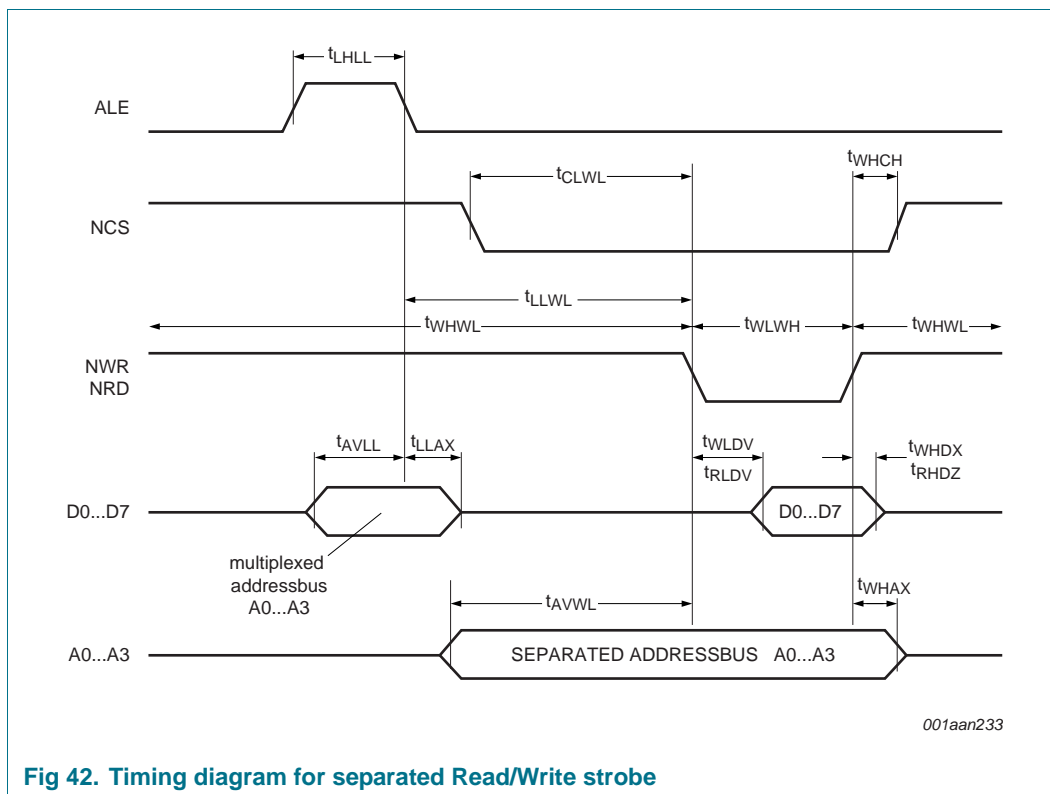 tLHLL
ALE
tWHCH
tCLWL
NCS
tLLWL
tWHWL
tWLWH
tWHWL
NWR
NRD
tAVLL
tLLAX
tWLDV
tRLDV
tWHDX
tRHDZ
D0...D7
D0...D7
multiplexed
addressbus
A0...A3
tAVWL
tWHAX
A0...A3
SEPARATED ADDRESSBUS A0...A3
001aan233
Fig 42. Timing diagram for separated Read/Write strobe